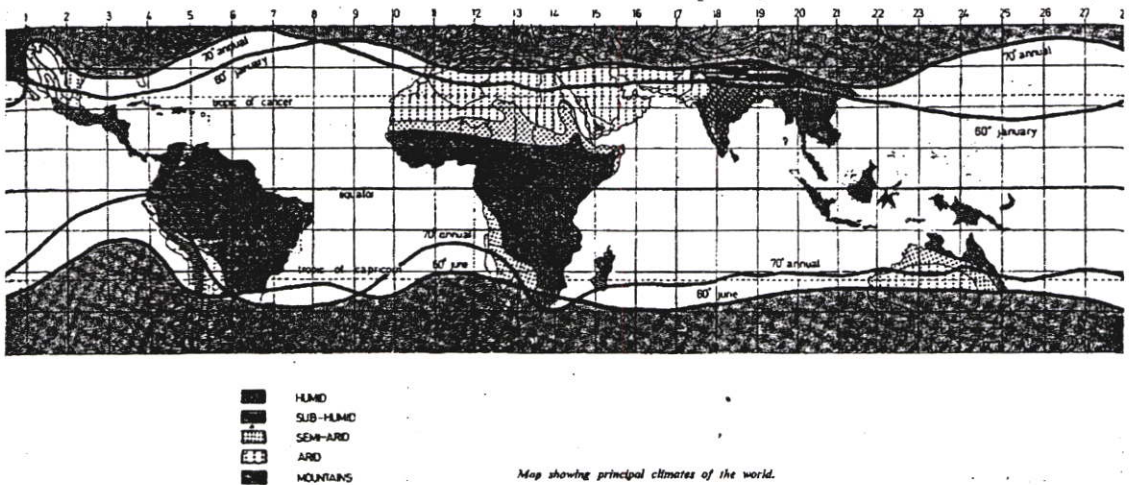 1 2 3 4 5 6 7 8 9 10 11 12 13 14 15 16 17 18 19 20 21 22 23 24 25 26 27 2
70° annual
60° january
tropic of cancer
70° annual
60° january
equator
70° annual
tropic of capricorn
60° june
70° annual
60° june
HUMID
SUB-HUMID
SEMI-ARID
ARID
MOUNTAINS
Map showing principal climates of the world.